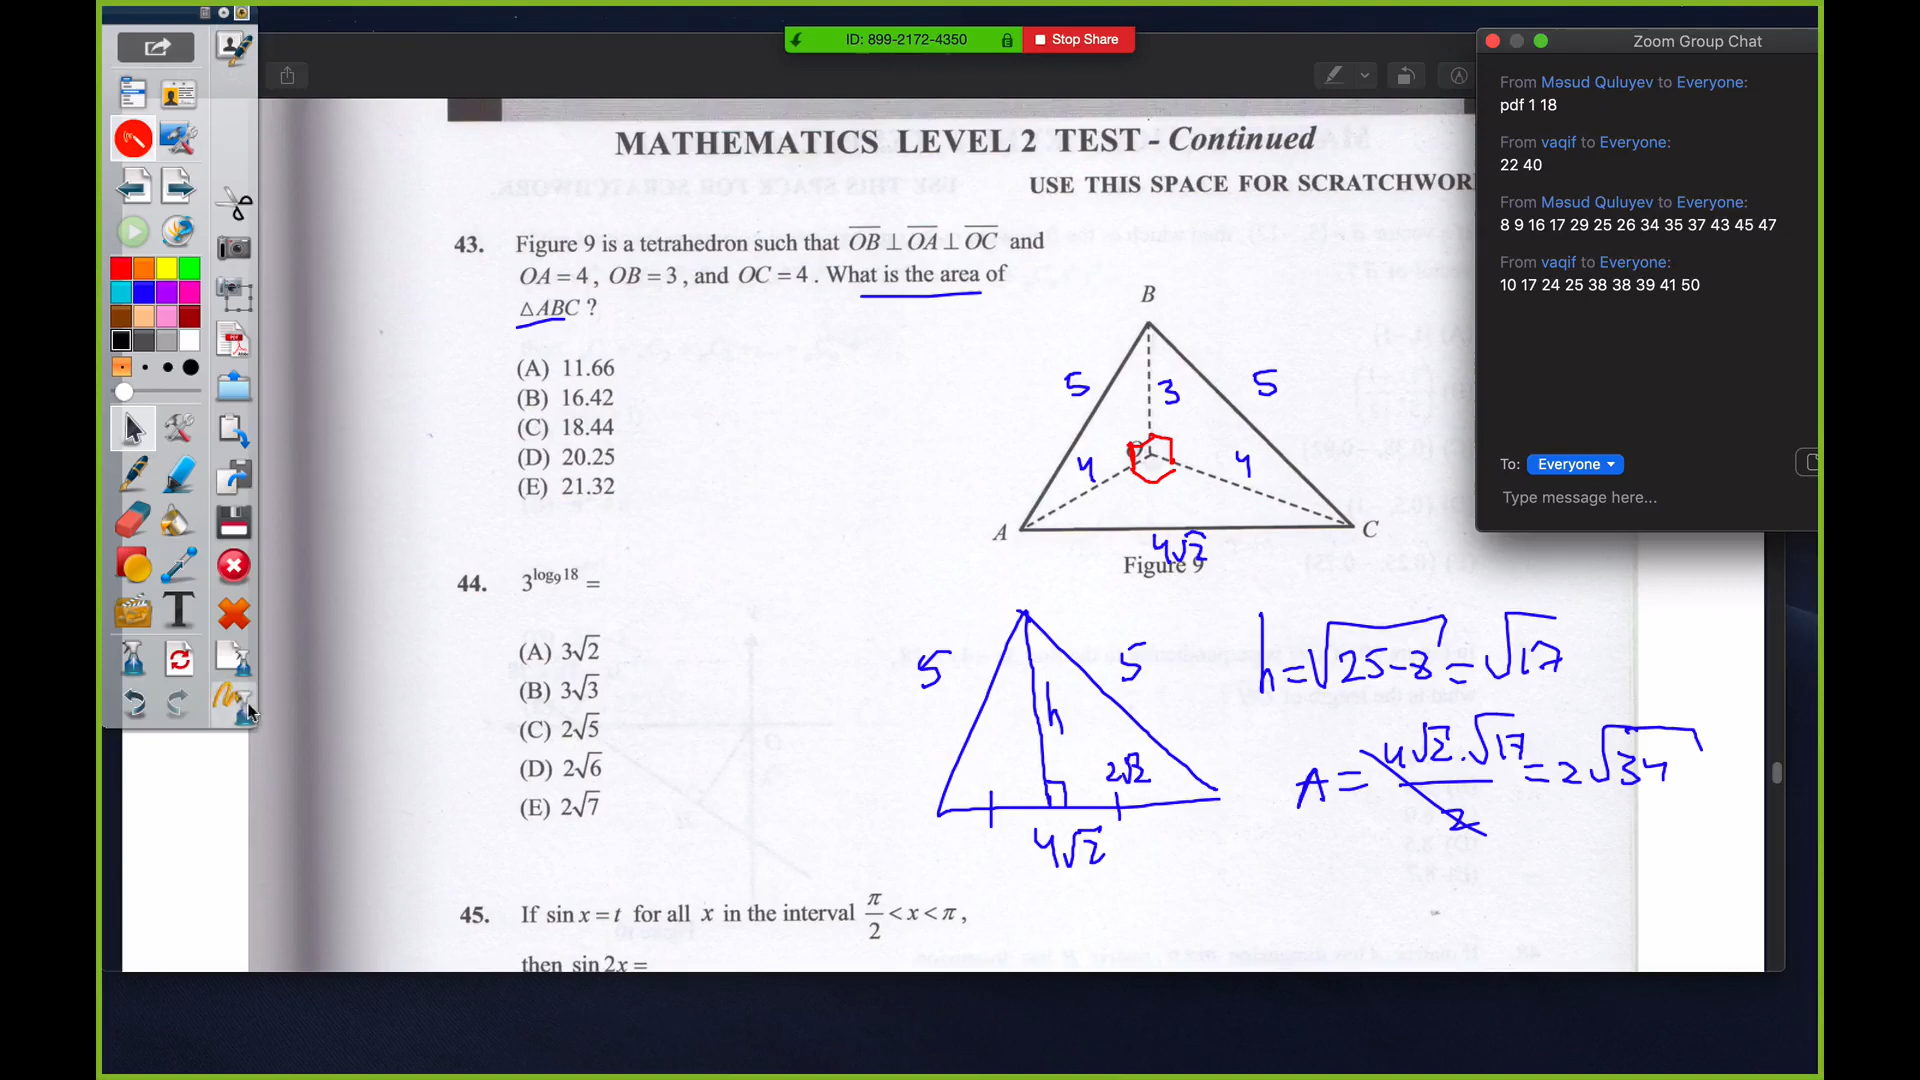 ID: 899-2172-4350
Stop Share
Zoom Group Chat
From Məsud Quluyev to Everyone:
pdf 1 18
From vaqif to Everyone:
22 40
From Məsud Quluyev to Everyone:
8 9 16 17 29 25 26 34 35 37 43 45 47
From vaqif to Everyone:
10 17 24 25 38 38 39 41 50
To: Everyone
Type message here...
MATHEMATICS LEVEL 2 TEST - Continued
USE THIS SPACE FOR SCRATCHWOR
43. Figure 9 is a tetrahedron such that OB ⊥ OA ⊥ OC and
OA = 4, OB = 3, and OC = 4. What is the area of
△ABC ?
(A) 11.66
(B) 16.42
(C) 18.44
(D) 20.25
(E) 21.32
B
5 3 5
4 4
A C
4√2
Figure 9
44. 3^log₉18 =
(A) 3√2
(B) 3√3
(C) 2√5
(D) 2√6
(E) 2√7
5 5
h
2√2
4√2
h = √25-8 = √17
A = 4√2 · √17 / 2 = 2√34
45. If sin x = t for all x in the interval π/2 < x < π,
then sin 2x =